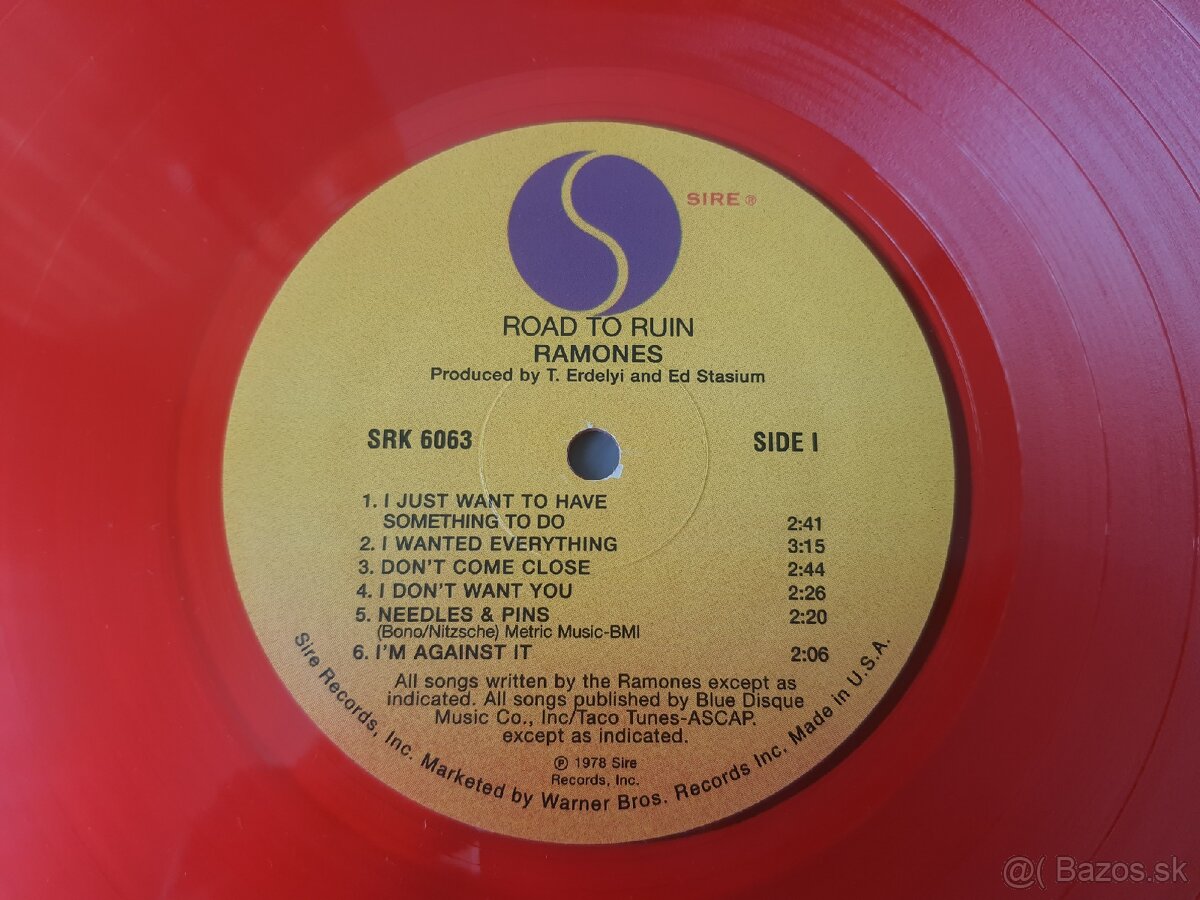 SIRE ®
ROAD TO RUIN
RAMONES
Produced by T. Erdelyi and Ed Stasium
SRK 6063
SIDE I
1. I JUST WANT TO HAVE
SOMETHING TO DO 2:41
2. I WANTED EVERYTHING 3:15
3. DON'T COME CLOSE 2:44
4. I DON'T WANT YOU 2:26
5. NEEDLES & PINS 2:20
(Bono/Nitzsche) Metric Music-BMI
6. I'M AGAINST IT 2:06
All songs written by the Ramones except as
indicated. All songs published by Blue Disque
Music Co., Inc/Taco Tunes-ASCAP.
except as indicated.
℗ 1978 Sire
Records, Inc.
Sire Records, Inc. Marketed by Warner Bros. Records Inc. Made in U.S.A.
@( Bazos.sk